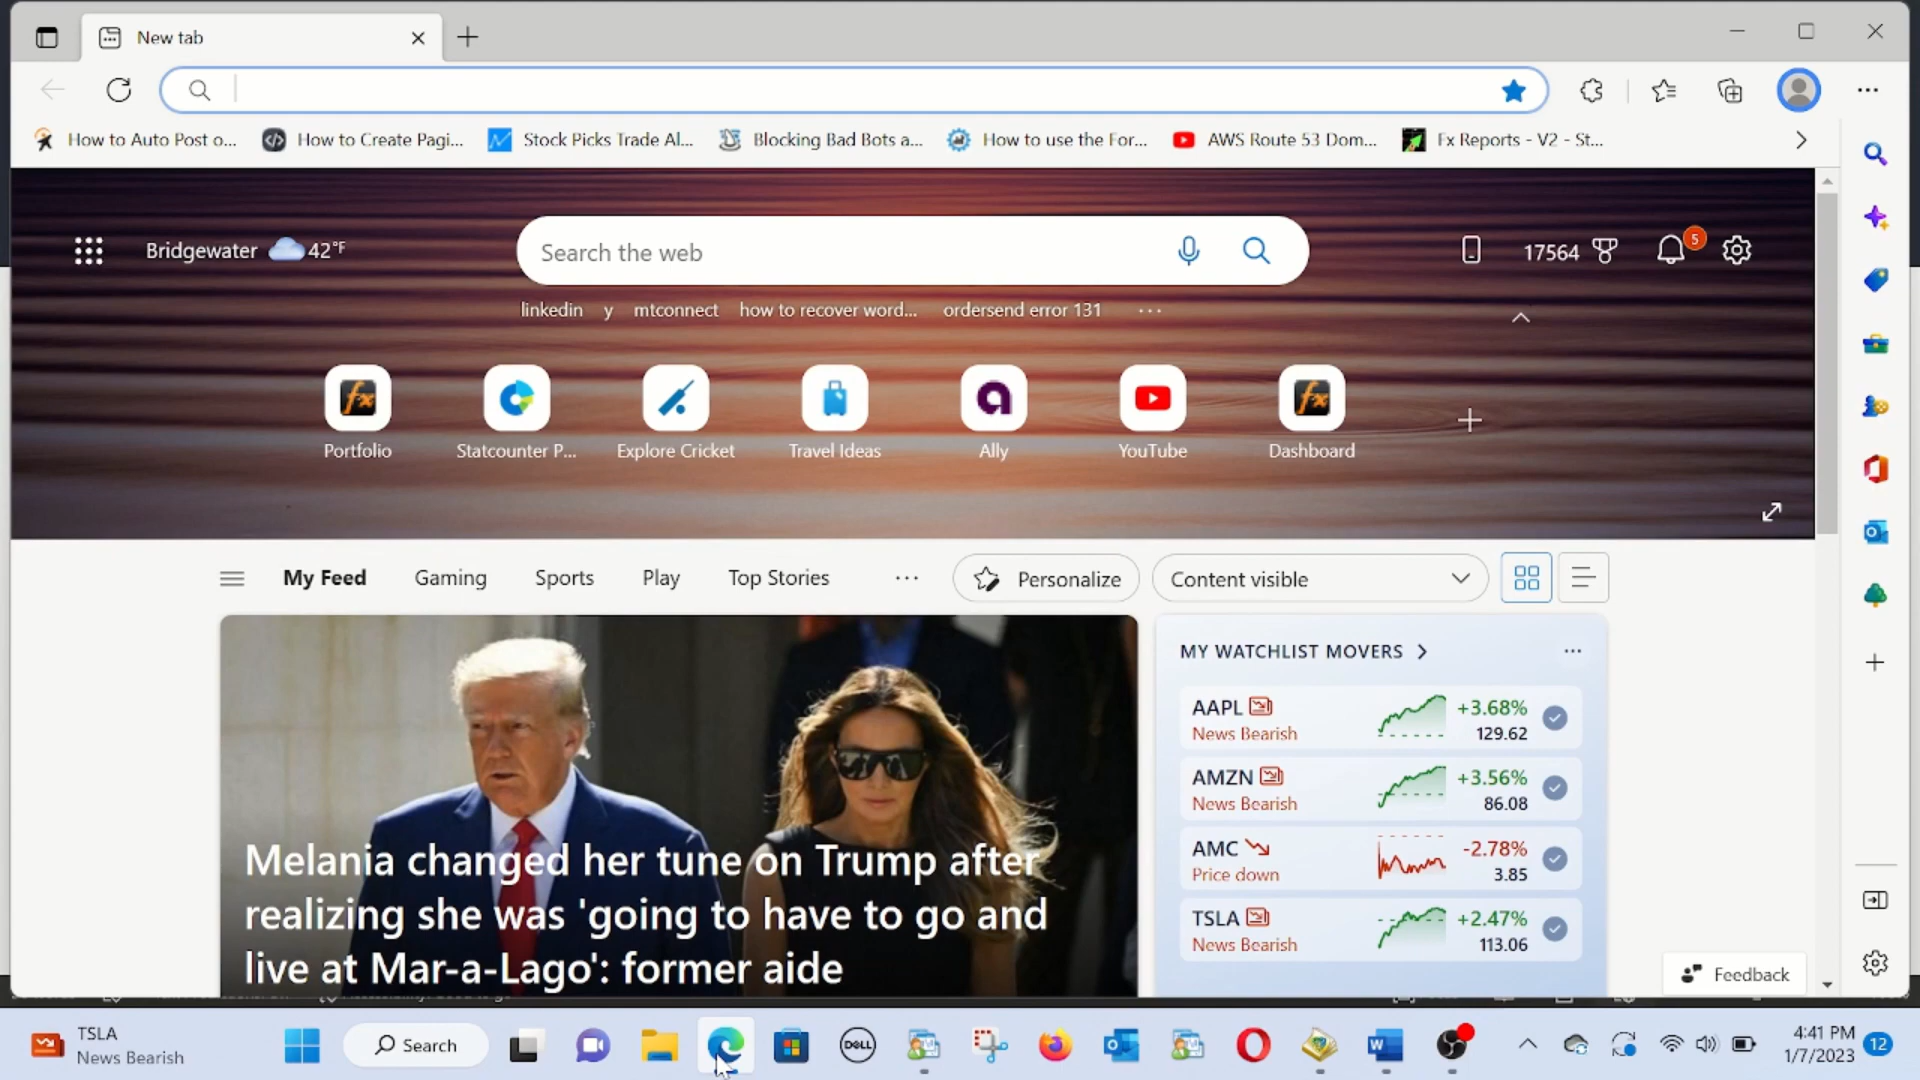 New tab
How to Auto Post o...
How to Create Pagi...
Stock Picks Trade Al...
Blocking Bad Bots a...
How to use the For...
AWS Route 53 Dom...
Fx Reports - V2 - St...
Bridgewater 42°F
Search the web
17564
5
linkedin y mtconnect how to recover word... ordersend error 131 ...
fx
fx
Portfolio
Statcounter P...
Explore Cricket
Travel Ideas
Ally
YouTube
Dashboard
My Feed Gaming Sports Play Top Stories ...
Personalize
Content visible
MY WATCHLIST MOVERS
AAPL +3.68%
News Bearish 129.62
AMZN +3.56%
News Bearish 86.08
AMC -2.78%
Price down 3.85
TSLA +2.47%
News Bearish 113.06
Melania changed her tune on Trump after
realizing she was 'going to have to go and
live at Mar-a-Lago': former aide
Feedback
TSLA
News Bearish
Search
DELL
4:41 PM
1/7/2023
12